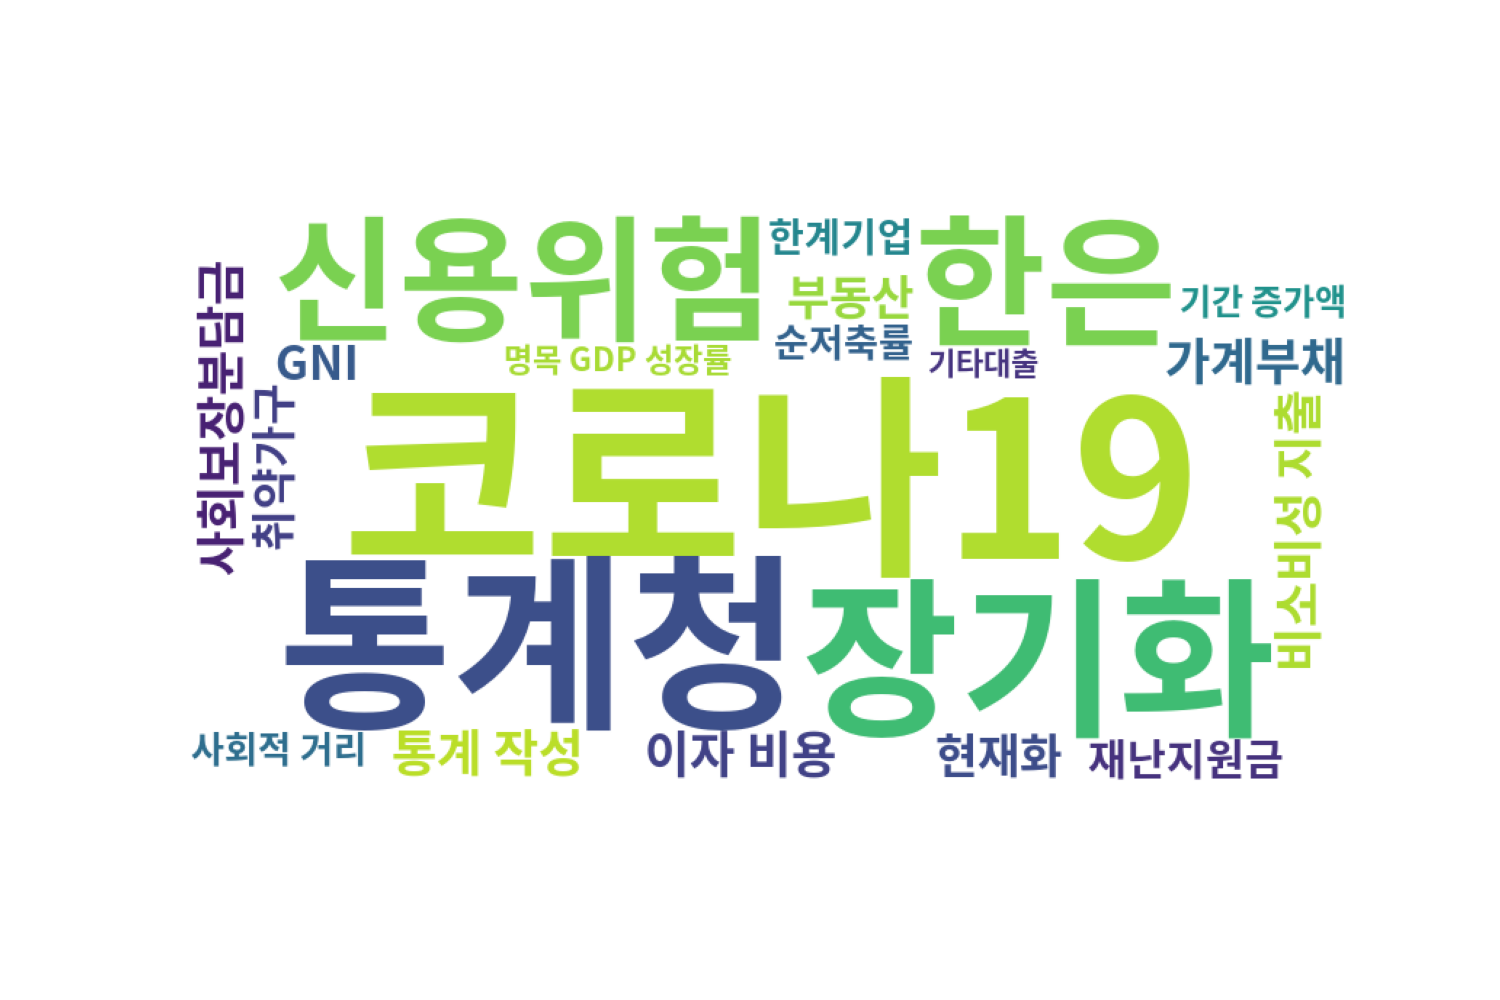 신용위험
한계기업
한은
부동산
기간 증가액
순저축률
가계부채
GNI
명목 GDP 성장률
기타대출
사회보장분담금
취약가구
코로나19
비소비성 지출
통계청
장기화
사회적 거리
통계 작성
이자 비용
현재화
재난지원금